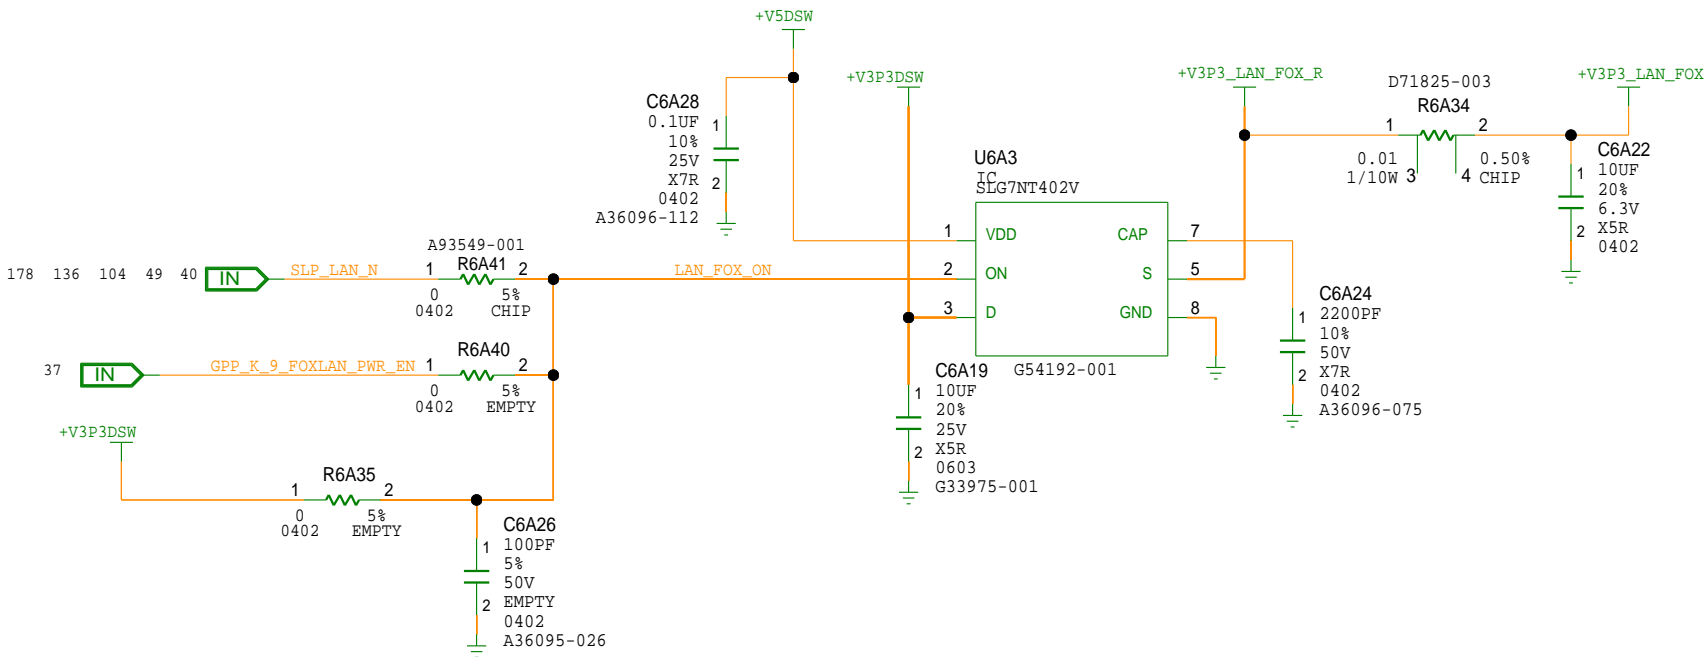 +V5DSW
+V3P3DSW
+V3P3_LAN_FOX_R
+V3P3_LAN_FOX
D71825-003
R6A34
1
2
0.01
0.50%
1/10W
3
4
CHIP
C6A28
0.1UF
10%
25V
X7R
0402
A36096-112
1
2
C6A22
10UF
20%
6.3V
X5R
0402
1
2
U6A3
IC
SLG7NT402V
1
VDD
CAP
7
2
ON
S
5
3
D
GND
8
G54192-001
178 136 104 49 40
IN
SLP_LAN_N
A93549-001
R6A41
1
2
0
5%
0402
CHIP
LAN_FOX_ON
37
IN
GPP_K_9_FOXLAN_PWR_EN
R6A40
1
2
0
5%
0402
EMPTY
C6A24
2200PF
10%
50V
X7R
0402
A36096-075
1
2
C6A19
10UF
20%
25V
X5R
0603
G33975-001
1
2
+V3P3DSW
R6A35
1
2
0
5%
0402
EMPTY
C6A26
100PF
5%
50V
EMPTY
0402
A36095-026
1
2